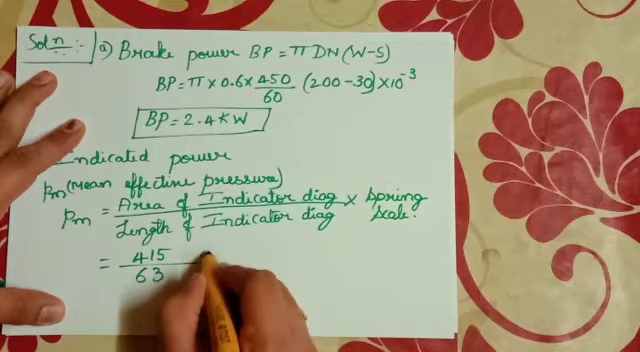 Soln :- a) Brake power BP = π DN (W-S)
BP = π × 0.6 × 450/60 (200-30) × 10⁻³
BP = 2.4 KW
Indicated power
Pm (Mean effective pressure)
Pm = Area of Indicator diag / Length of Indicator diag × Spring Scale.
= 415 / 63